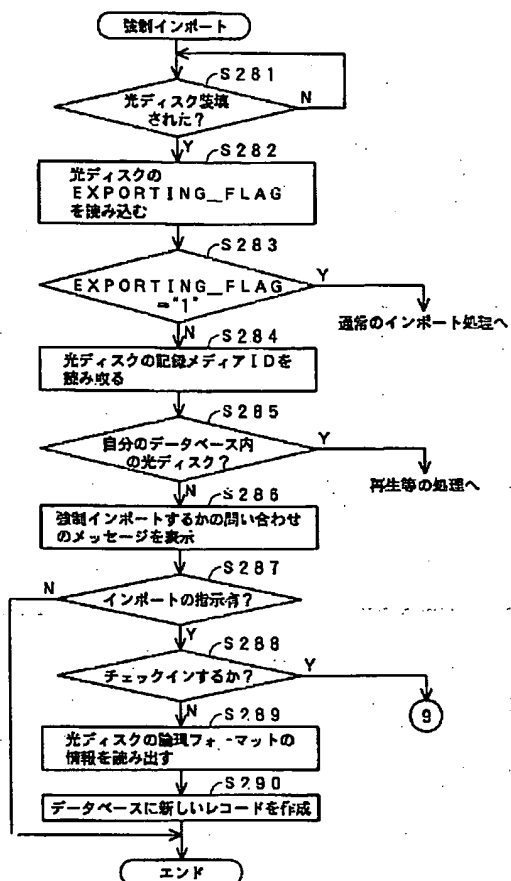 強制インポート
S281
光ディスク装填
された？
N
Y
S282
光ディスクの
EXPORTING_FLAG
を読み込む
S283
EXPORTING_FLAG
="1"
Y
通常のインポート処理へ
N
S284
光ディスクの記録メディアIDを
読み取る
S285
自分のデータベース内
の光ディスク？
Y
再生等の処理へ
N
S286
強制インポートするかの問い合わせ
のメッセージを表示
S287
N
インポートの指示有？
Y
S288
チェックインするか？
Y
9
N
S289
光ディスクの論理フォーマットの
情報を読み出す
S290
データベースに新しいレコードを作成
エンド